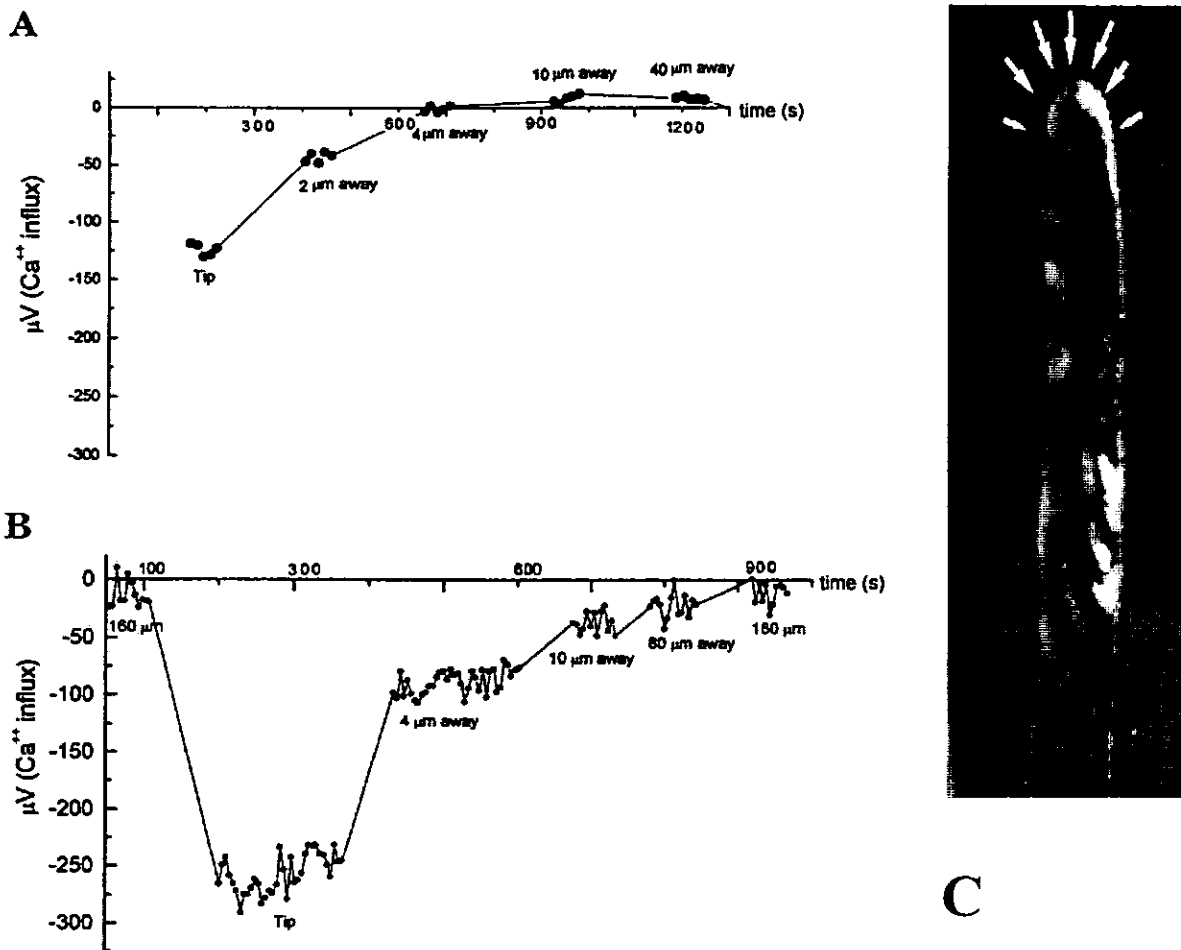 A
0
-50
-100
-150
-200
-250
-300
µV (Ca++ influx)
300
600
900
1200
time (s)
Tip
2 µm away
4µm away
10 µm away
40 µm away
B
0
-50
-100
-150
-200
-250
-300
µV (Ca++ influx)
100
300
600
900
time (s)
160 µm
Tip
4 µm away
10 µm away
80 µm away
160 µm
C